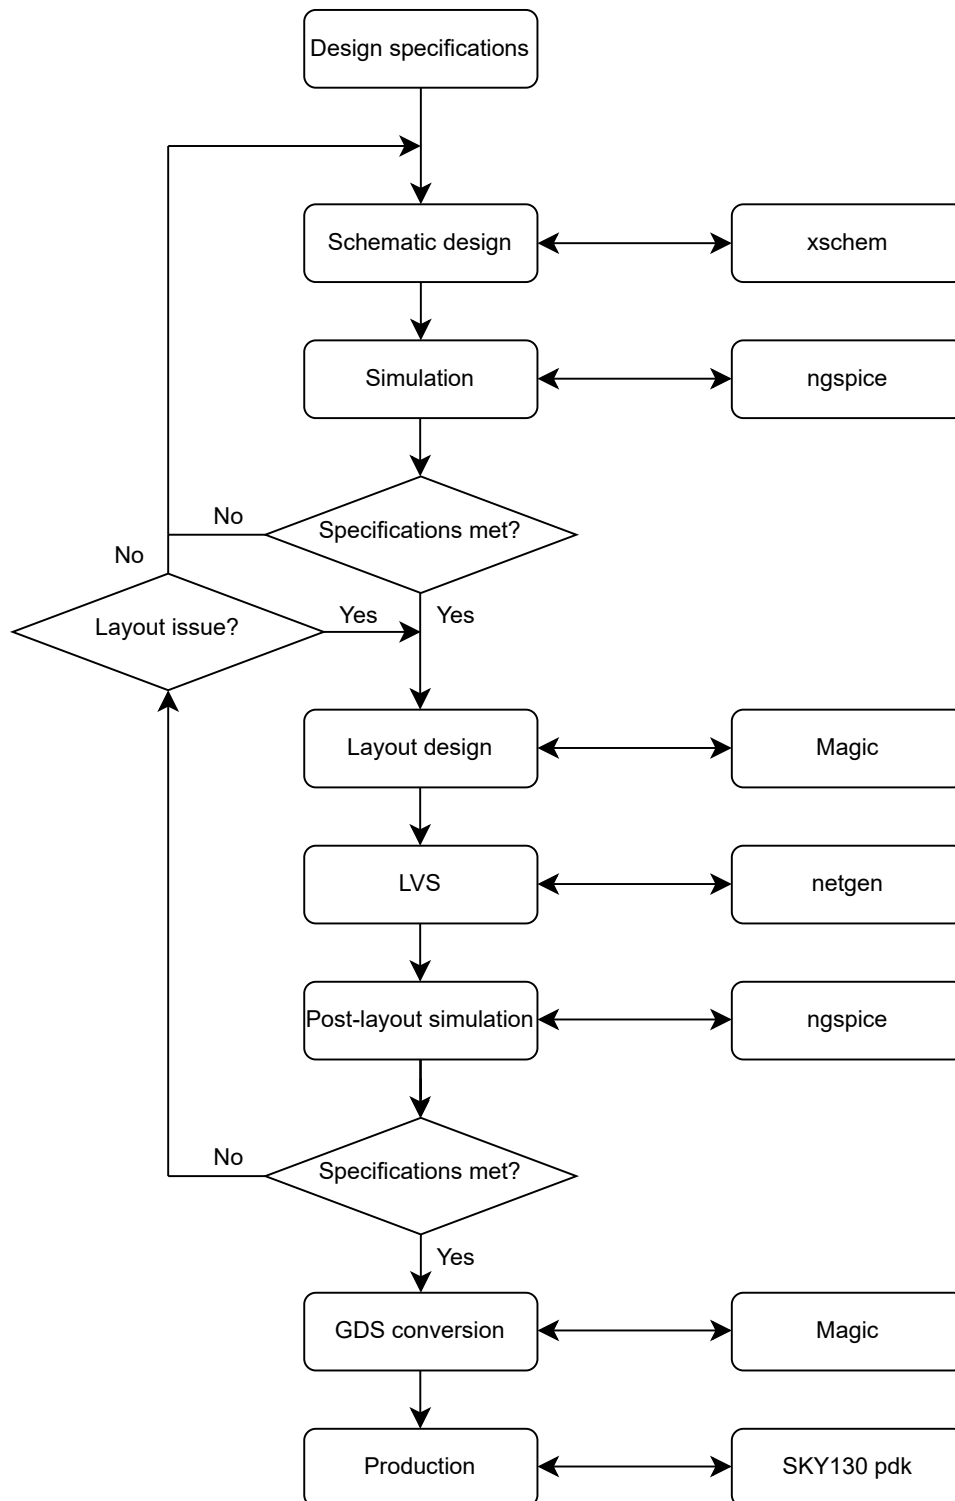 Design specifications
Schematic design
xschem
Simulation
ngspice
Specifications met?
No
No
Layout issue?
Yes
Yes
Layout design
Magic
LVS
netgen
Post-layout simulation
ngspice
Specifications met?
No
Yes
GDS conversion
Magic
Production
SKY130 pdk